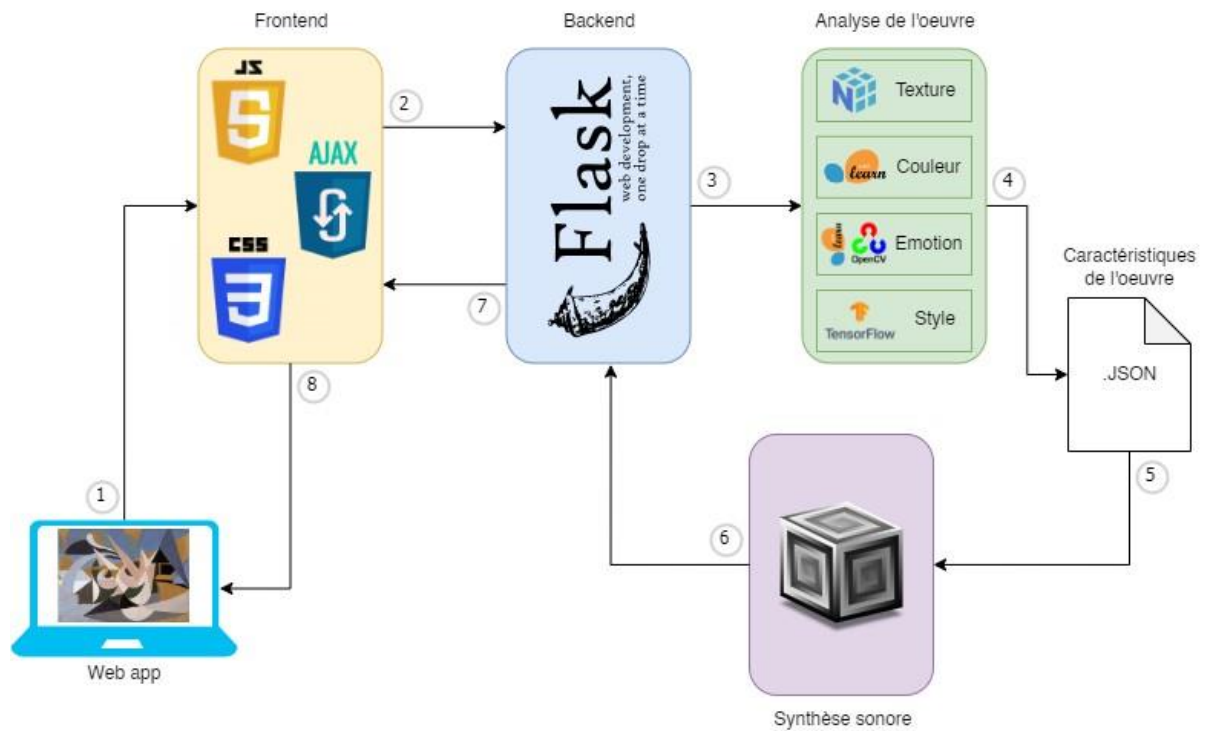 Frontend
Backend
Analyse de l'oeuvre
JS
AJAX
CSS
2
Flask
web development,
one drop at a time
3
Texture
learn Couleur
learn OpenCV Emotion
TensorFlow Style
4
Caractéristiques
de l'oeuvre
.JSON
7
8
1
5
6
Web app
Synthèse sonore